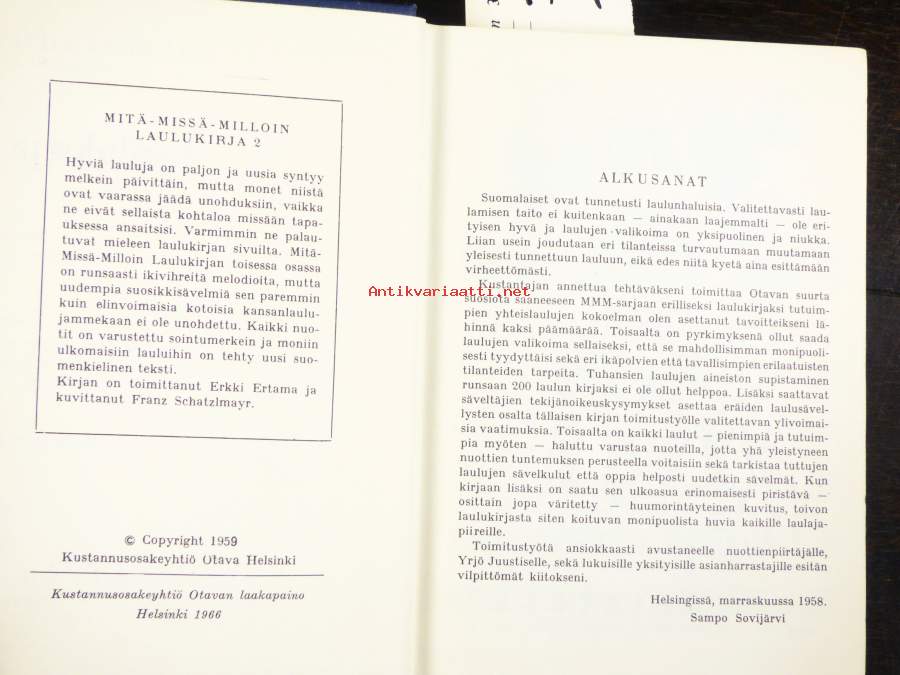 MITÄ-MISSÄ-MILLOIN
LAULUKIRJA 2
Hyviä lauluja on paljon ja uusia syntyy
melkein päivittäin, mutta monet niistä
ovat vaarassa jäädä unohduksiin, vaikka
ne eivät sellaista kohtaloa missään tapa-
uksessa ansaitsisi. Varmimmin ne palau-
tuvat mieleen laulukirjan sivuilta. Mitä-
Missä-Milloin Laulukirjan toisessa osassa
on runsaasti ikivihreitä melodioita, mutta
uudempia suosikkisävelmiä sen paremmin
kuin elinvoimaisia kotoisia kansanlaulu-
jammekaan ei ole unohdettu. Kaikki nuo-
tit on varustettu sointumerkein ja moniin
ulkomaisiin lauluihin on tehty uusi suo-
menkielinen teksti.
Kirjan on toimittanut Erkki Ertama ja
kuvittanut Franz Schatzlmayr.
© Copyright 1959
Kustannusosakeyhtiö Otava Helsinki
Kustannusosakeyhtiö Otavan laakapaino
Helsinki 1966
ALKUSANAT
Suomalaiset ovat tunnetusti laulunhaluisia. Valitettavasti lau-
lamisen taito ei kuitenkaan — ainakaan laajemmalti — ole eri-
tyisen hyvä ja laulujen valikoima on yksipuolinen ja niukka.
Liian usein joudutaan eri tilanteissa turvautumaan muutamaan
yleisesti tunnettuun lauluun, eikä edes niitä kyetä aina esittämään
virheettömästi.
Kustantajan annettua tehtäväkseni toimittaa Otavan suurta
suosiota saaneeseen MMM-sarjaan erilliseksi laulukirjaksi tutuim-
pien yhteislaulujen kokoelman olen asettanut tavoitteikseni lä-
hinnä kaksi päämäärää. Toisaalta on pyrkimyksenä ollut saada
laulujen valikoima sellaiseksi, että se mahdollisimman monipuoli-
sesti tyydyttäisi sekä eri ikäpolvien että tavallisimpien erilaatuisten
tilanteiden tarpeita. Tuhansien laulujen aineiston supistaminen
runsaan 200 laulun kirjaksi ei ole ollut helppoa. Lisäksi saattavat
säveltäjien tekijänoikeuskysymykset asettaa eräiden laulusävel-
lysten osalta tällaisen kirjan toimitustyölle valitettavan ylivoimai-
sia vaatimuksia. Toisaalta on kaikki laulut — pienimpiä ja tutuim-
pia myöten — haluttu varustaa nuoteilla, jotta yhä yleistyneen
nuottien tuntemuksen perusteella voitaisiin sekä tarkistaa tuttujen
laulujen sävelkulut että oppia helposti uudetkin sävelmät. Kun
kirjaan lisäksi on saatu sen ulkoasua erinomaisesti piristävä —
osittain jopa väritetty — huumorintäyteinen kuvitus, toivon
laulukirjasta siten koituvan monipuolista huvia kaikille laulaja-
piireille.
Toimitustyötä ansiokkaasti avustaneelle nuottienpiirtäjälle,
Yrjö Juustiselle, sekä lukuisille yksityisille asianharrastajille esitän
vilpittömät kiitokseni.
Helsingissä, marraskuussa 1958.
Sampo Sovijärvi
Antikvariaatti.net